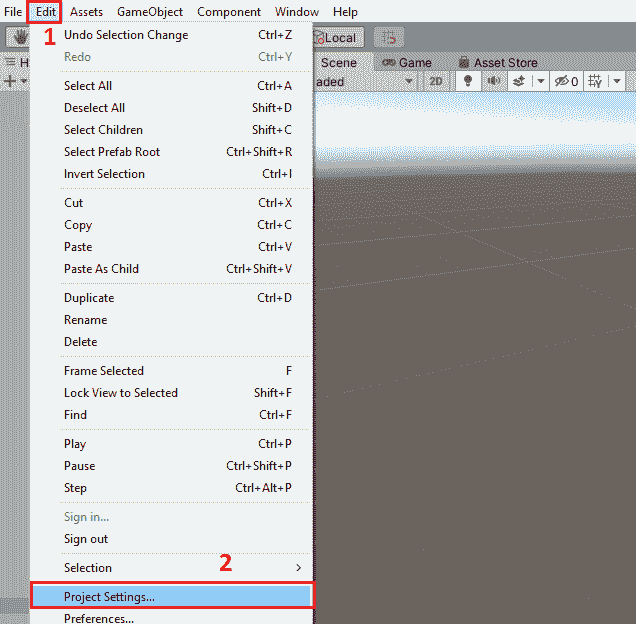 File Edit Assets GameObject Component Window Help
1 Undo Selection Change Ctrl+Z Local
Redo Ctrl+Y Scene Game Asset Store
H aded 2D 0
Select All Ctrl+A
Deselect All Shift+D
Select Children Shift+C
Select Prefab Root Ctrl+Shift+R
Invert Selection Ctrl+I
Cut Ctrl+X
Copy Ctrl+C
Paste Ctrl+V
Paste As Child Ctrl+Shift+V
Duplicate Ctrl+D
Rename
Delete
Frame Selected F
Lock View to Selected Shift+F
Find Ctrl+F
Play Ctrl+P
Pause Ctrl+Shift+P
Step Ctrl+Alt+P
Sign in...
Sign out
Selection 2
Project Settings...
Preferences...